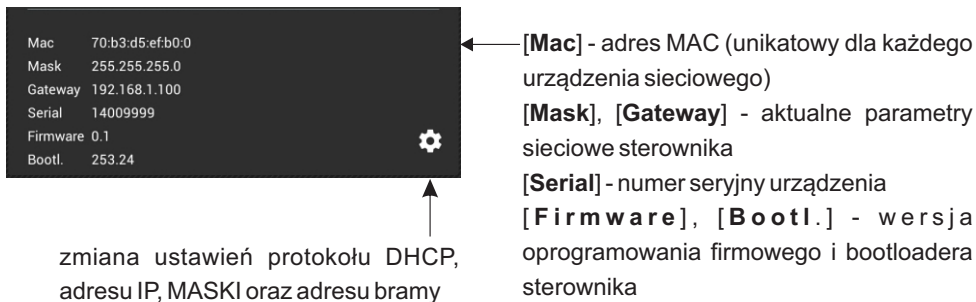 Mac 70:b3:d5:ef:b0:0
Mask 255.255.255.0
Gateway 192.168.1.100
Serial 14009999
Firmware 0.1
Bootl. 253.24
zmiana ustawień protokołu DHCP,
adresu IP, MASKI oraz adresu bramy
[Mac] - adres MAC (unikatowy dla każdego
urządzenia sieciowego)
[Mask], [Gateway] - aktualne parametry
sieciowe sterownika
[Serial] - numer seryjny urządzenia
[Firmware], [Bootl.] - wersja
oprogramowania firmowego i bootloadera
sterownika